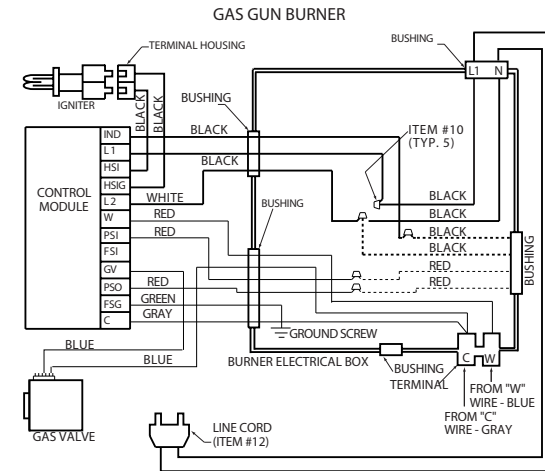 GAS GUN BURNER
TERMINAL HOUSING
BUSHING
L1 N
IGNITER
BLACK
BLACK
BUSHING
BLACK
ITEM #10
(TYP. 5)
CONTROL
MODULE
IND
L 1
HSI
HSIG
L 2
W
PSI
FSI
GV
PSO
FSG
C
BLACK
WHITE
RED
RED
RED
GREEN
GRAY
BUSHING
BLACK
BLACK
BLACK
BLACK
RED
RED
BUSHING
GROUND SCREW
BLUE
BLUE
BURNER ELECTRICAL BOX
BUSHING
TERMINAL
C W
FROM "W"
WIRE - BLUE
FROM "C"
WIRE - GRAY
GAS VALVE
LINE CORD
(ITEM #12)